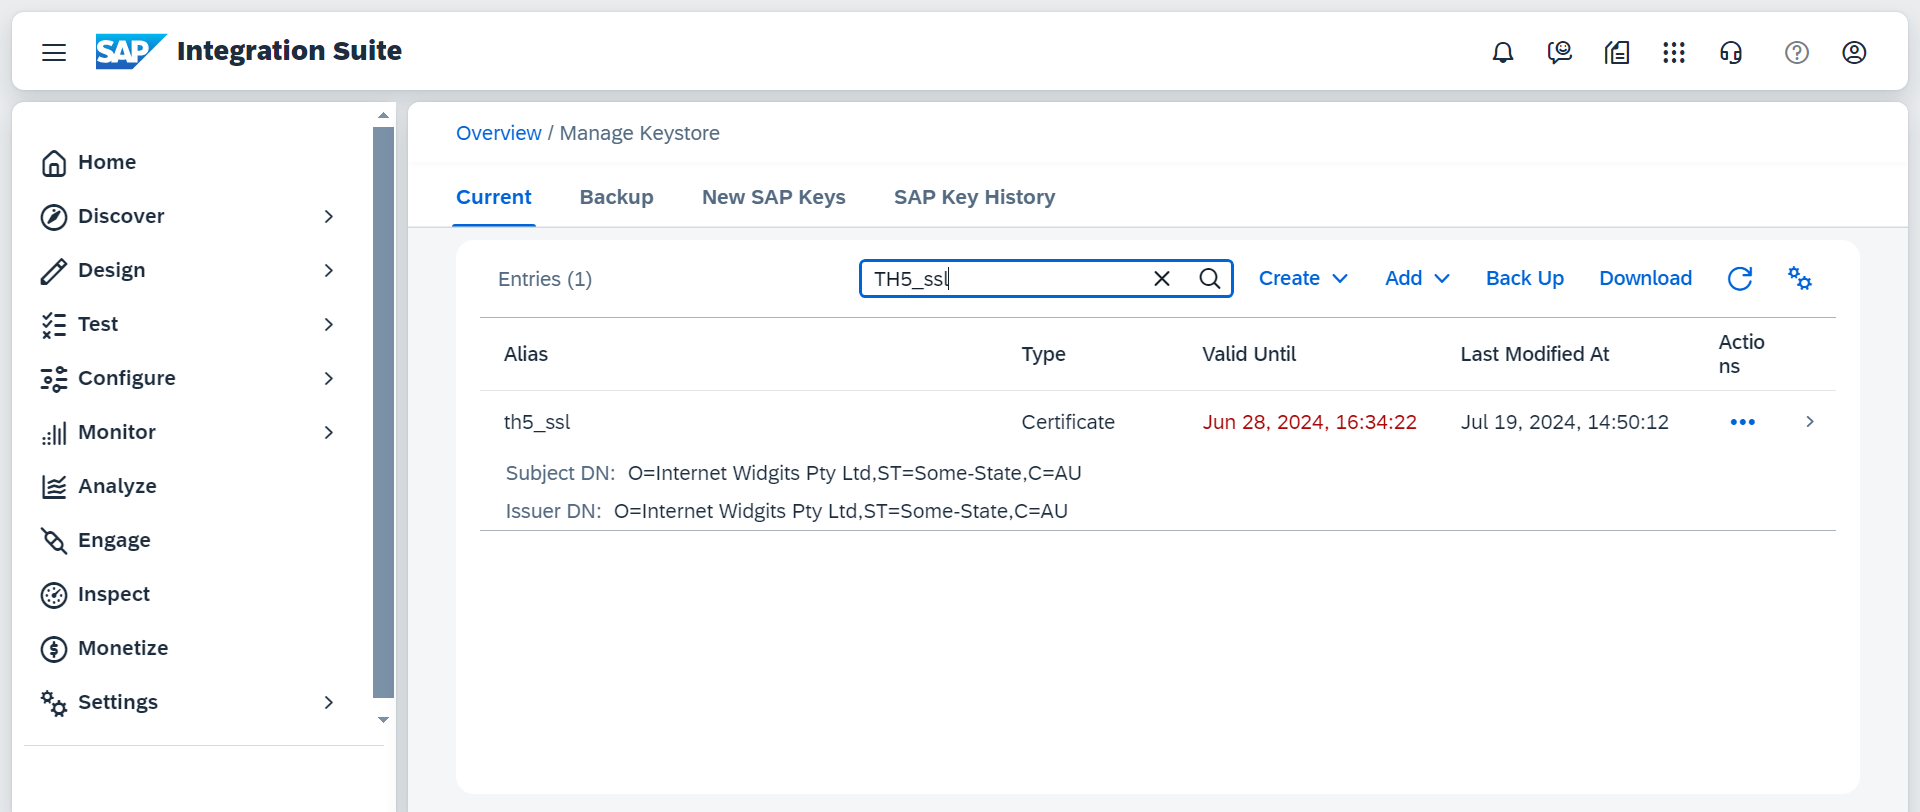 SAP Integration Suite
Home
Discover
Design
Test
Configure
Monitor
Analyze
Engage
Inspect
Monetize
Settings
Overview / Manage Keystore
Current Backup New SAP Keys SAP Key History
Entries (1) TH5_ssl Create Add Back Up Download
Alias Type Valid Until Last Modified At Actio
ns
th5_ssl Certificate Jun 28, 2024, 16:34:22 Jul 19, 2024, 14:50:12
Subject DN: O=Internet Widgits Pty Ltd,ST=Some-State,C=AU
Issuer DN: O=Internet Widgits Pty Ltd,ST=Some-State,C=AU